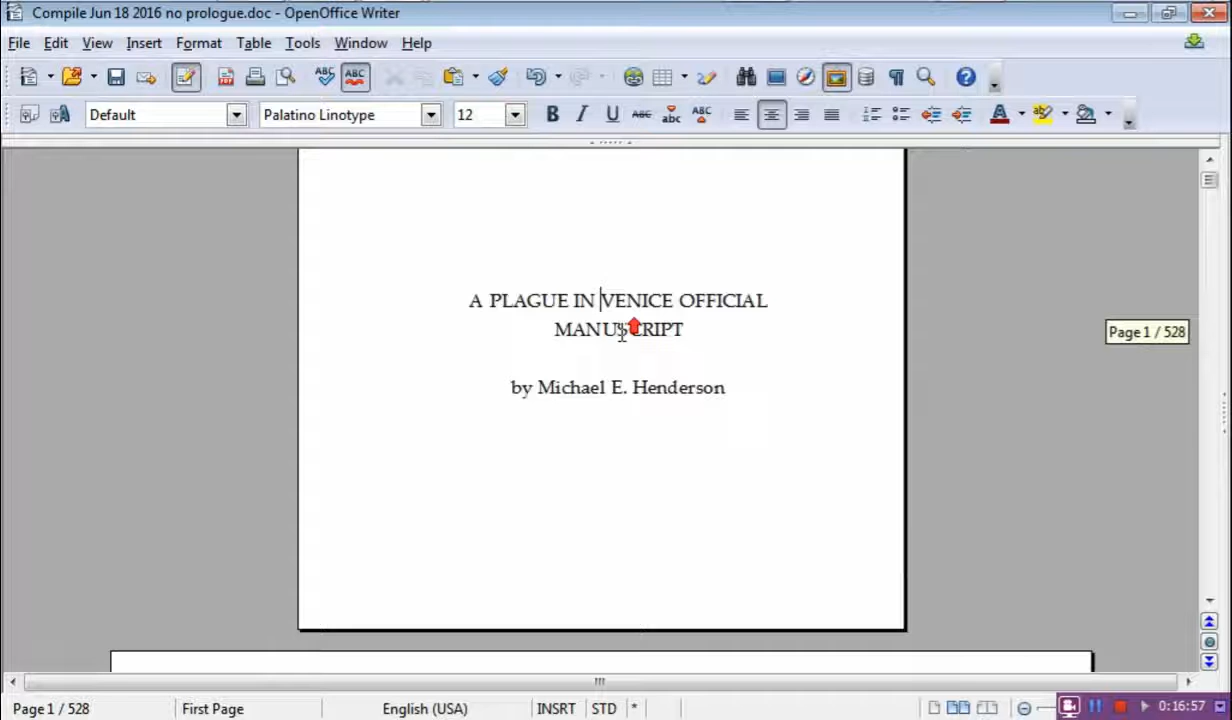 Compile Jun 18 2016 no prologue.doc - OpenOffice Writer
File Edit View Insert Format Table Tools Window Help
Default Palatino Linotype 12
A PLAGUE IN VENICE OFFICIAL
MANUSCRIPT
Page 1 / 528
by Michael E. Henderson
Page 1 / 528 First Page English (USA) INSRT STD * 0:16:57